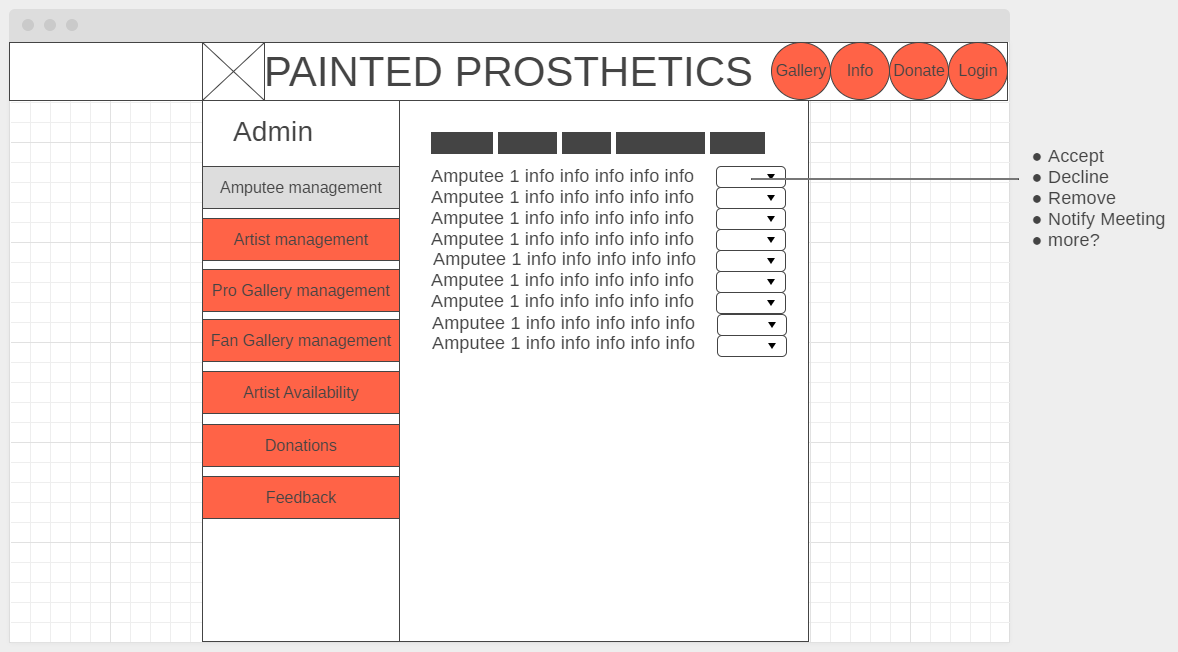 PAINTED PROSTHETICS
Gallery
Info
Donate
Login
Admin
Amputee management
Artist management
Pro Gallery management
Fan Gallery management
Artist Availability
Donations
Feedback
Amputee 1 info info info info info
Amputee 1 info info info info info
Amputee 1 info info info info info
Amputee 1 info info info info info
Amputee 1 info info info info info
Amputee 1 info info info info info
Amputee 1 info info info info info
Amputee 1 info info info info info
Amputee 1 info info info info info
● Accept
● Decline
● Remove
● Notify Meeting
● more?